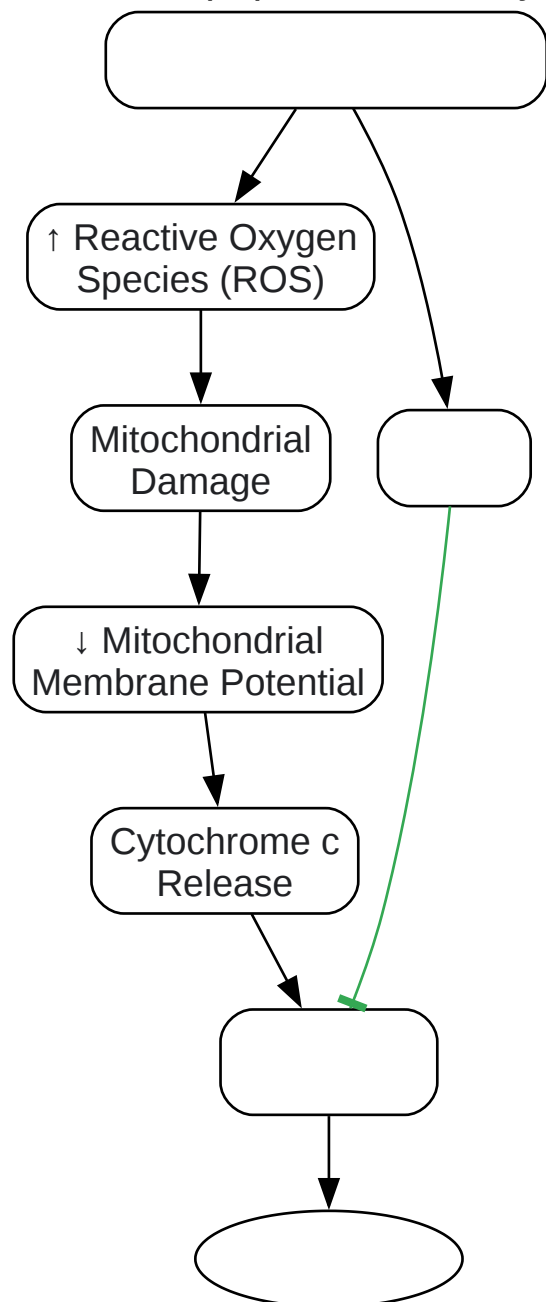 ↑ Reactive Oxygen
Species (ROS)
Mitochondrial
Damage
↓ Mitochondrial
Membrane Potential
Cytochrome c
Release